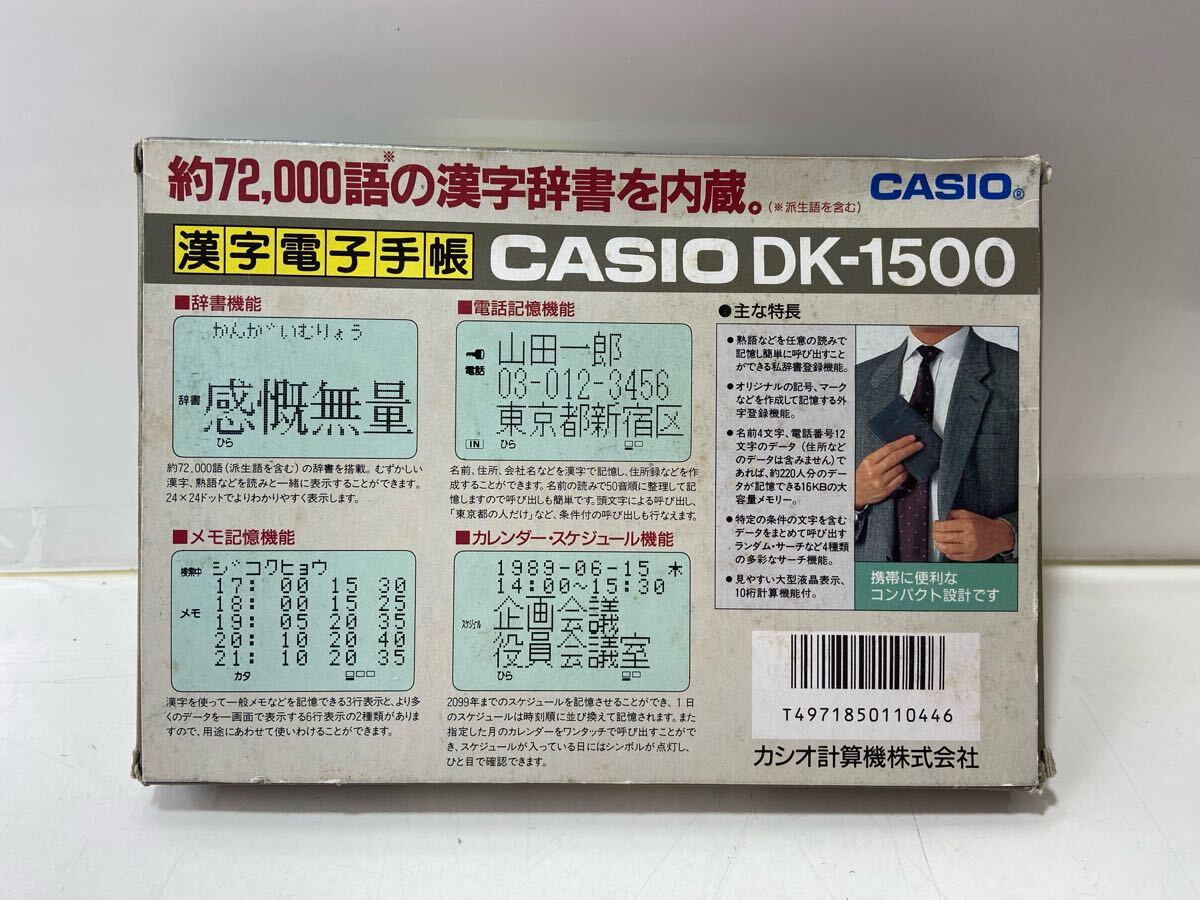 約72,000語※の漢字辞書を内蔵。(※派生語を含む)
CASIO®
漢字電子手帳 CASIO DK-1500
■辞書機能
かんがいむりょう
辞書 感慨無量
ひら
約72,000語(派生語を含む)の辞書を搭載。むずかしい
漢字、熟語などを読みと一緒に表示することができます。
24×24ドットでよりわかりやすく表示します。
■電話記憶機能
山田一郎
電話 03-012-3456
東京都新宿区
IN ひら
名前、住所、会社名などを漢字で記憶し、住所録などを作
成することができます。名前の読みで50音順に整理して記
憶しますので呼び出しも簡単です。頭文字による呼び出し、
「東京都の人だけ」など、条件付の呼び出しも行なえます。
■メモ記憶機能
検索中 ジコクヒョウ
17: 00 15 30
メモ 18: 00 15 25
19: 05 20 35
20: 10 20 40
21: 10 20 35
カタ
漢字を使って一般メモなどを記憶できる3行表示と、より多
くのデータを一画面で表示する6行表示の2種類がありま
すので、用途にあわせて使いわけることができます。
■カレンダー・スケジュール機能
1989-06-15 木
14:00~15:30
スケジュル 企画会議
役員会議室
ひら
2099年までのスケジュールを記憶させることができ、1日
のスケジュールは時刻順に並び換えて記憶されます。また
指定した月のカレンダーをワンタッチで呼び出すことがで
き、スケジュールが入っている日にはシンボルが点灯し、
ひと目で確認できます。
●主な特長
●熟語などを任意の読みで
記憶し簡単に呼び出すこと
ができる私辞書登録機能。
●オリジナルの記号、マーク
などを作成して記憶する外
字登録機能。
●名前4文字、電話番号12
文字のデータ(住所など
のデータは含みません)で
あれば、約220人分のデー
タが記憶できる16KBの大
容量メモリー。
●特定の条件の文字を含む
データをまとめて呼び出す
ランダム・サーチなど4種類
の多彩なサーチ機能。
●見やすい大型液晶表示、
10桁計算機能付。
携帯に便利な
コンパクト設計です
T4971850110446
カシオ計算機株式会社